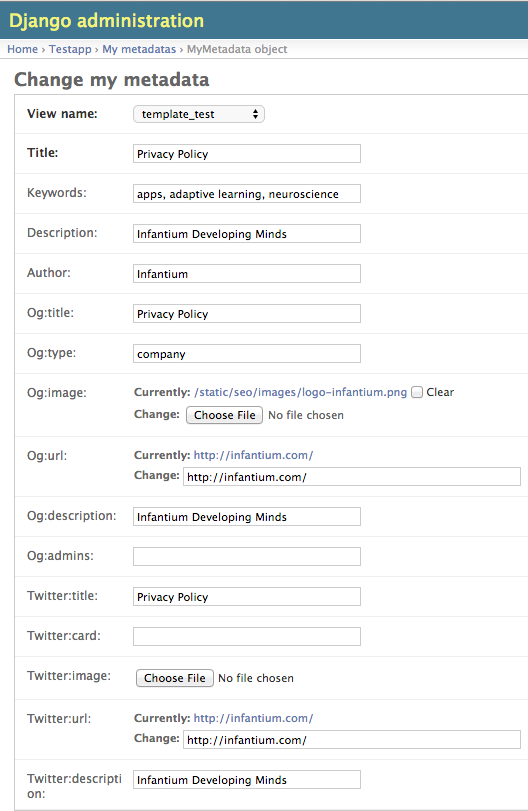 Django administration
Home › Testapp › My metadatas › MyMetadata object
Change my metadata
View name: template_test
Title: Privacy Policy
Keywords: apps, adaptive learning, neuroscience
Description: Infantium Developing Minds
Author: Infantium
Og:title: Privacy Policy
Og:type: company
Og:image: Currently: /static/seo/images/logo-infantium.png Clear
Change: Choose File No file chosen
Og:url: Currently: http://infantium.com/
Change: http://infantium.com/
Og:description: Infantium Developing Minds
Og:admins:
Twitter:title: Privacy Policy
Twitter:card:
Twitter:image: Choose File No file chosen
Twitter:url: Currently: http://infantium.com/
Change: http://infantium.com/
Twitter:descripti Infantium Developing Minds
on: